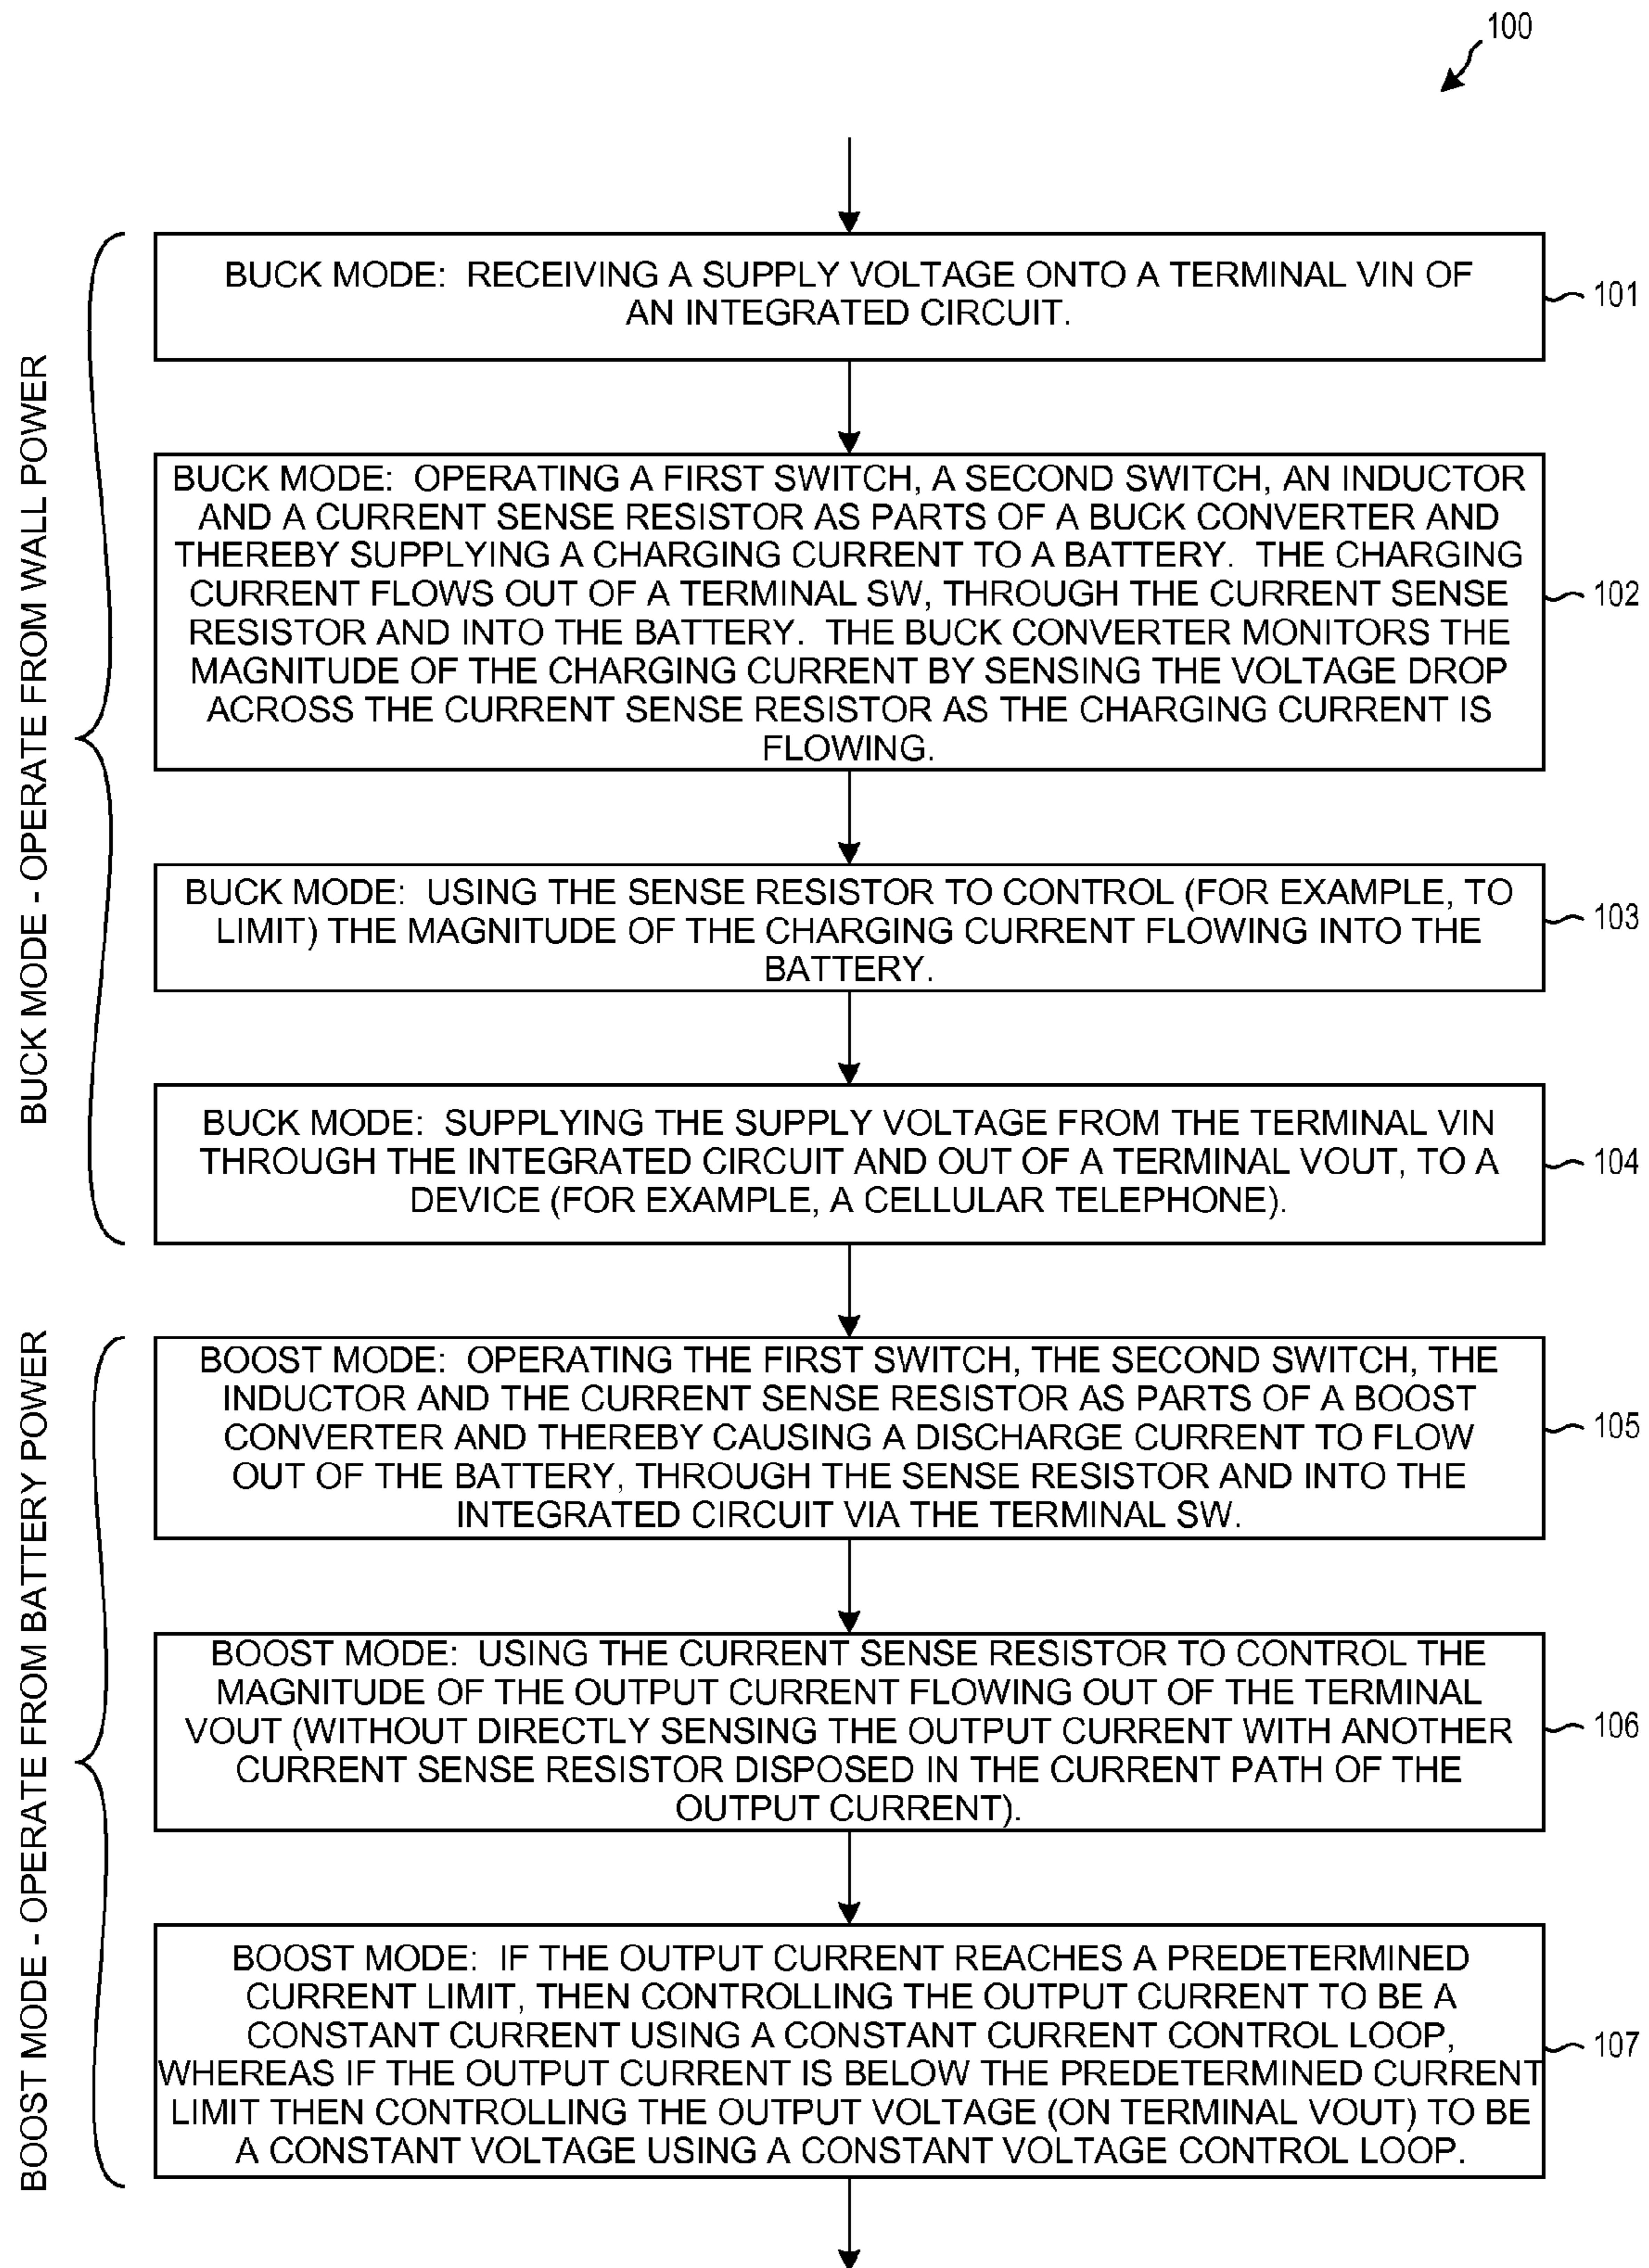 100
BUCK MODE - OPERATE FROM WALL POWER
BUCK MODE: RECEIVING A SUPPLY VOLTAGE ONTO A TERMINAL VIN OF
AN INTEGRATED CIRCUIT.
101
BUCK MODE: OPERATING A FIRST SWITCH, A SECOND SWITCH, AN INDUCTOR
AND A CURRENT SENSE RESISTOR AS PARTS OF A BUCK CONVERTER AND
THEREBY SUPPLYING A CHARGING CURRENT TO A BATTERY. THE CHARGING
CURRENT FLOWS OUT OF A TERMINAL SW, THROUGH THE CURRENT SENSE
RESISTOR AND INTO THE BATTERY. THE BUCK CONVERTER MONITORS THE
MAGNITUDE OF THE CHARGING CURRENT BY SENSING THE VOLTAGE DROP
ACROSS THE CURRENT SENSE RESISTOR AS THE CHARGING CURRENT IS
FLOWING.
102
BUCK MODE: USING THE SENSE RESISTOR TO CONTROL (FOR EXAMPLE, TO
LIMIT) THE MAGNITUDE OF THE CHARGING CURRENT FLOWING INTO THE
BATTERY.
103
BUCK MODE: SUPPLYING THE SUPPLY VOLTAGE FROM THE TERMINAL VIN
THROUGH THE INTEGRATED CIRCUIT AND OUT OF A TERMINAL VOUT, TO A
DEVICE (FOR EXAMPLE, A CELLULAR TELEPHONE).
104
BOOST MODE - OPERATE FROM BATTERY POWER
BOOST MODE: OPERATING THE FIRST SWITCH, THE SECOND SWITCH, THE
INDUCTOR AND THE CURRENT SENSE RESISTOR AS PARTS OF A BOOST
CONVERTER AND THEREBY CAUSING A DISCHARGE CURRENT TO FLOW
OUT OF THE BATTERY, THROUGH THE SENSE RESISTOR AND INTO THE
INTEGRATED CIRCUIT VIA THE TERMINAL SW.
105
BOOST MODE: USING THE CURRENT SENSE RESISTOR TO CONTROL THE
MAGNITUDE OF THE OUTPUT CURRENT FLOWING OUT OF THE TERMINAL
VOUT (WITHOUT DIRECTLY SENSING THE OUTPUT CURRENT WITH ANOTHER
CURRENT SENSE RESISTOR DISPOSED IN THE CURRENT PATH OF THE
OUTPUT CURRENT).
106
BOOST MODE: IF THE OUTPUT CURRENT REACHES A PREDETERMINED
CURRENT LIMIT, THEN CONTROLLING THE OUTPUT CURRENT TO BE A
CONSTANT CURRENT USING A CONSTANT CURRENT CONTROL LOOP,
WHEREAS IF THE OUTPUT CURRENT IS BELOW THE PREDETERMINED CURRENT
LIMIT THEN CONTROLLING THE OUTPUT VOLTAGE (ON TERMINAL VOUT) TO BE
A CONSTANT VOLTAGE USING A CONSTANT VOLTAGE CONTROL LOOP.
107